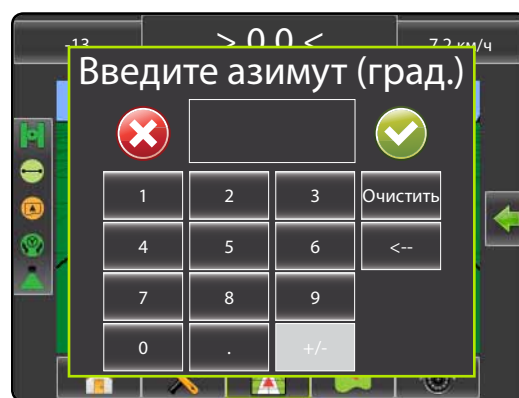 -13 > 0.0 < 7.2 км/ч
Введите азимут (град.)
1 2 3 Очистить
4 5 6 <--
7 8 9
0 . +/-